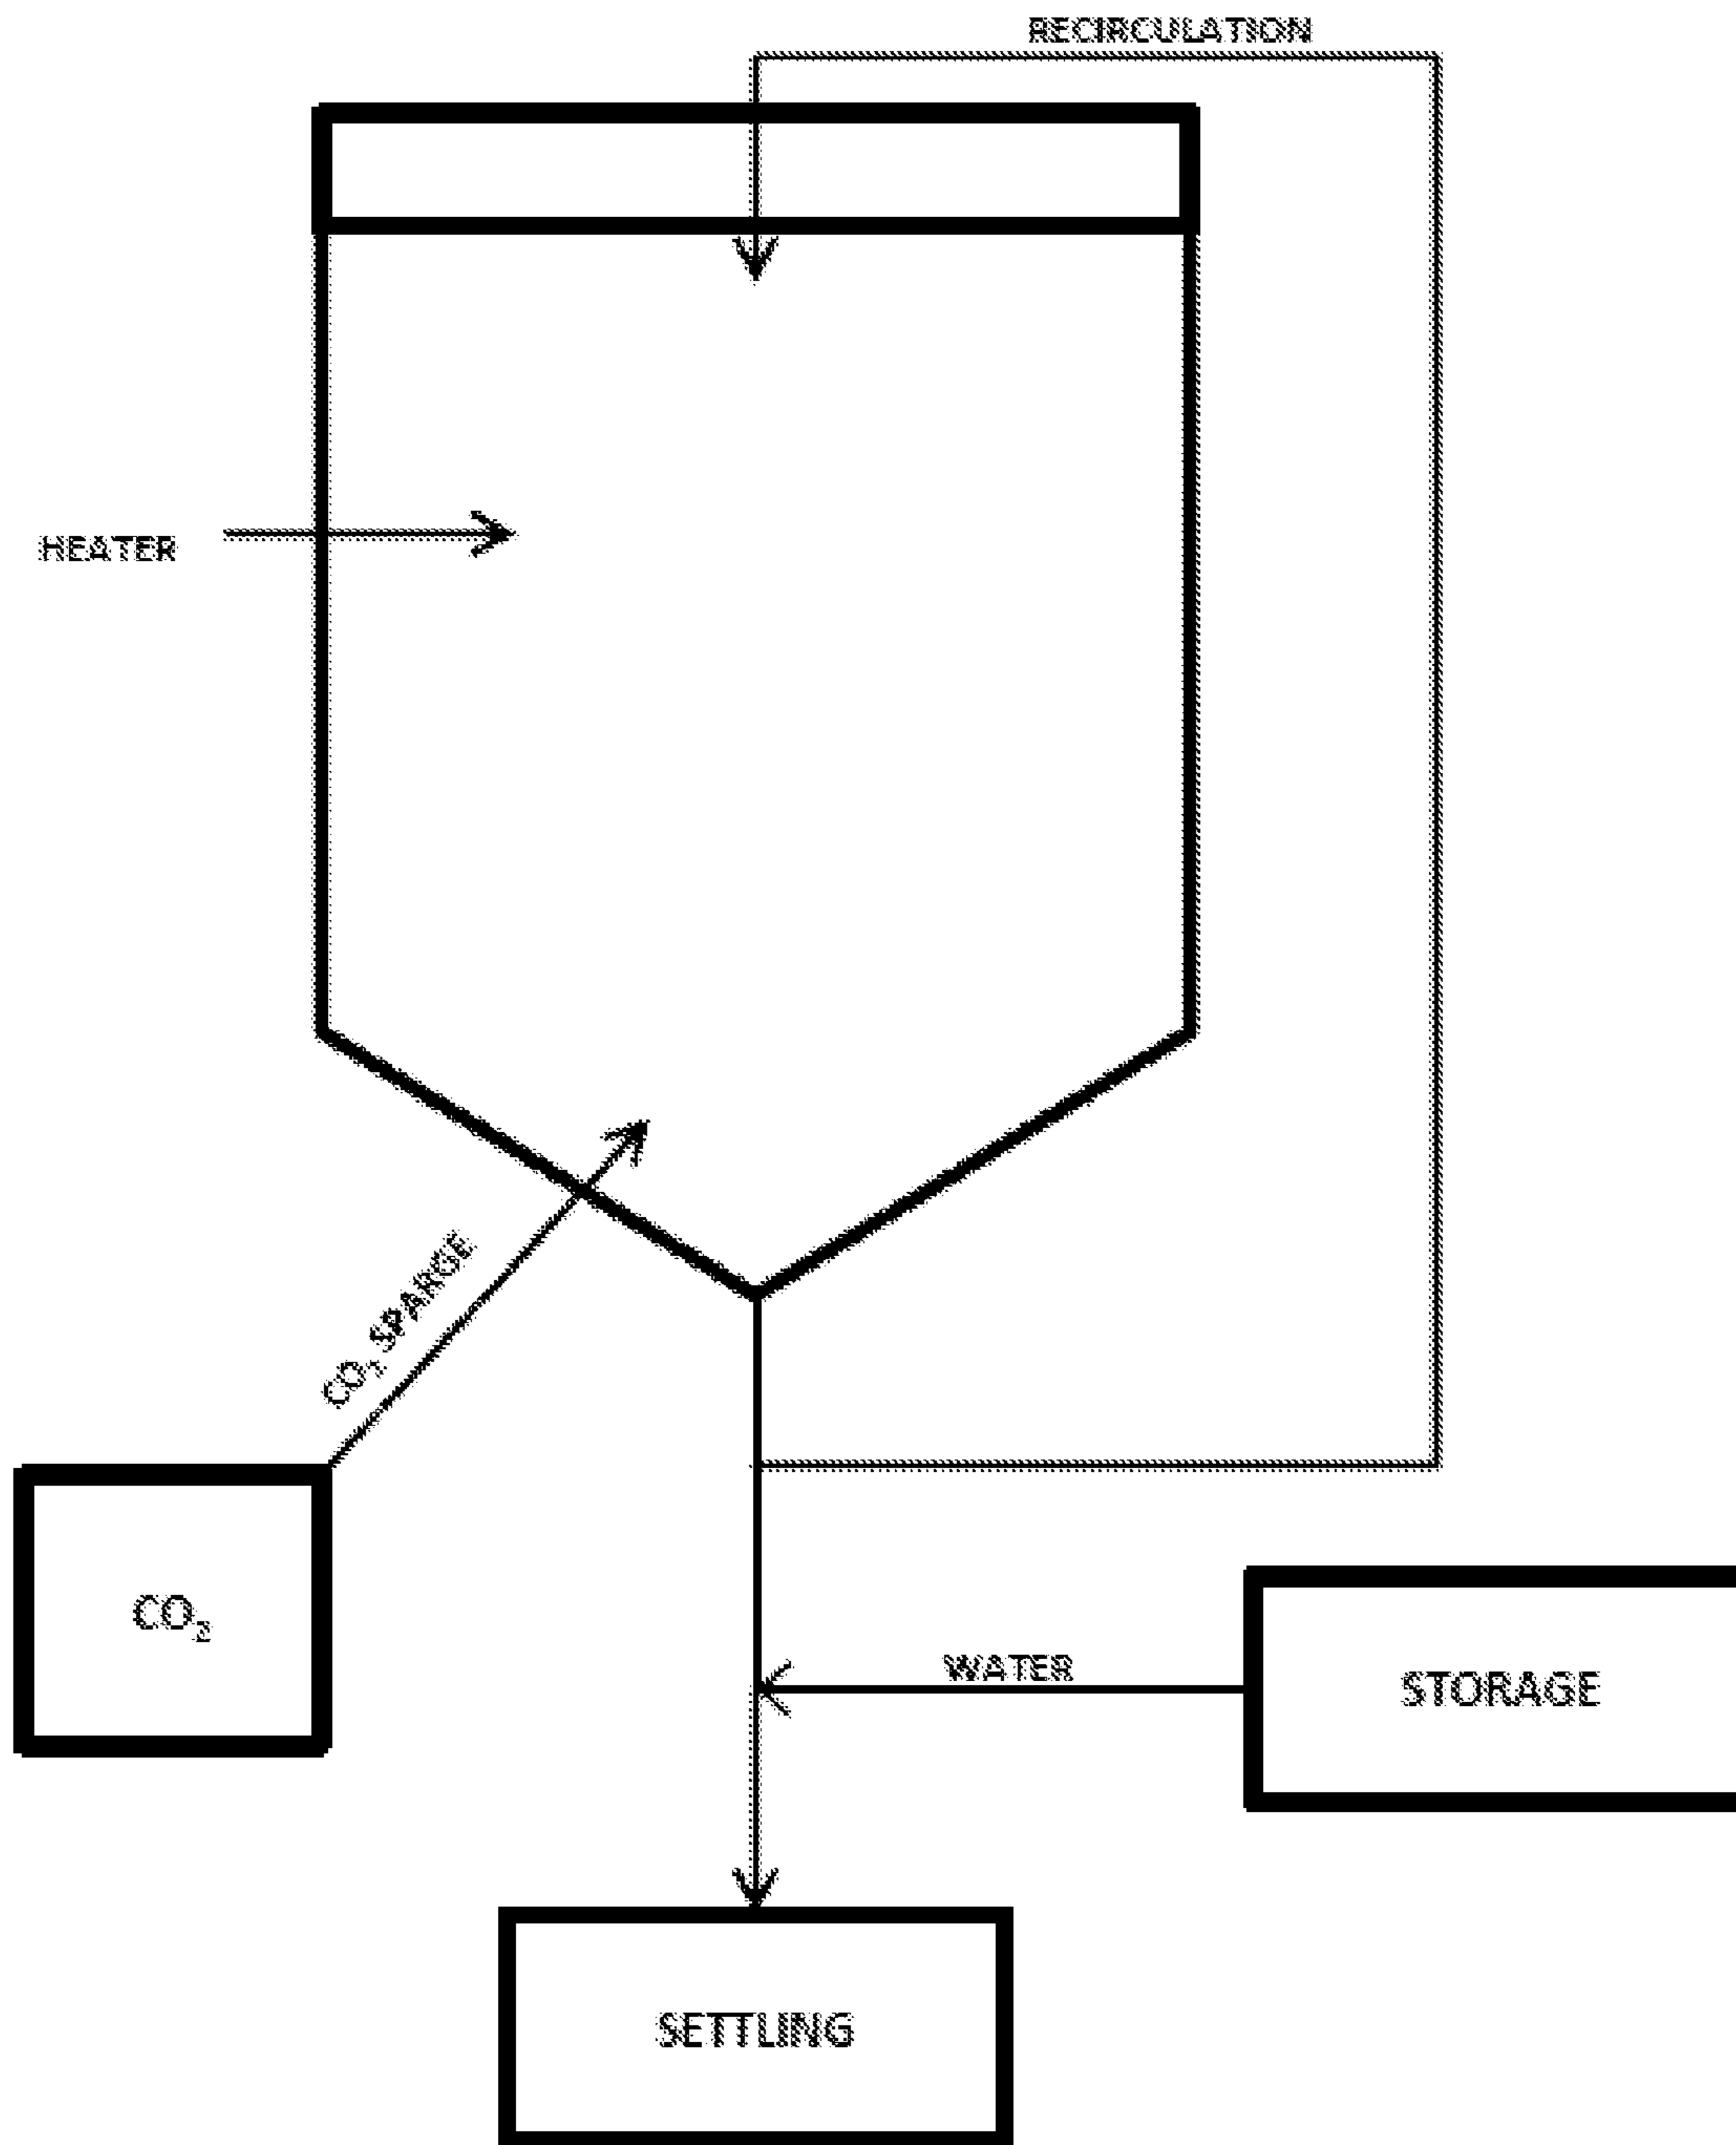 RECIRCULATION
HEATER
CO₂ SPARGE
CO₂
WATER
STORAGE
SETTLING